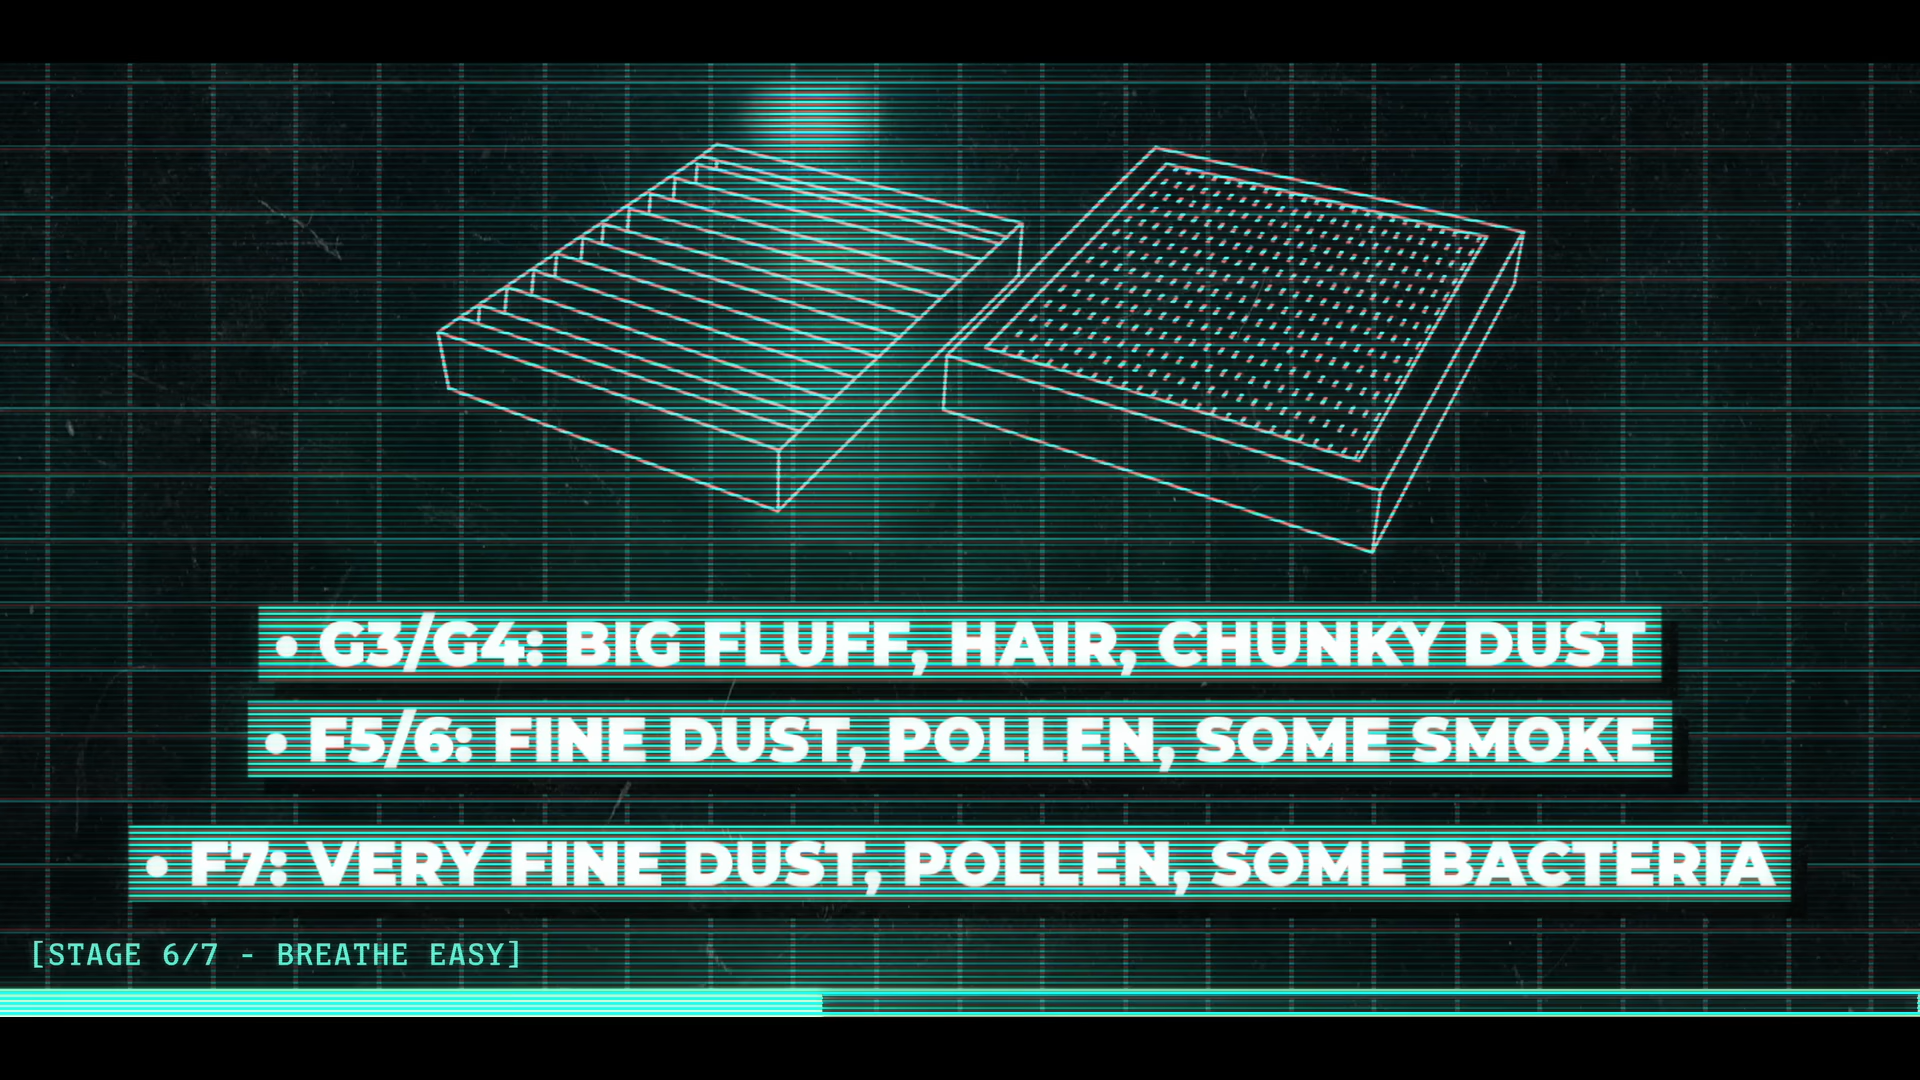 • G3/G4: BIG FLUFF, HAIR, CHUNKY DUST
• F5/6: FINE DUST, POLLEN, SOME SMOKE
• F7: VERY FINE DUST, POLLEN, SOME BACTERIA
[STAGE 6/7 - BREATHE EASY]